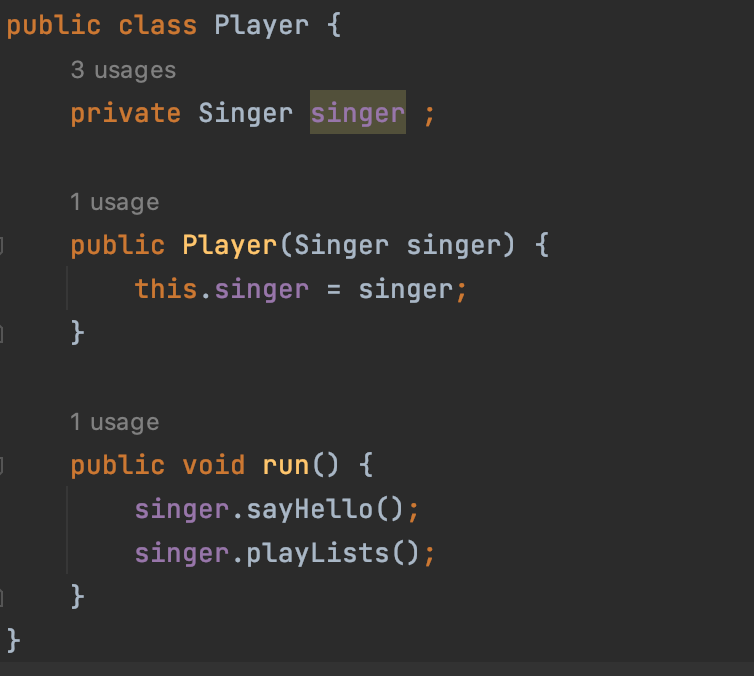 public class Player {
3 usages
private Singer singer ;
1 usage
public Player(Singer singer) {
this.singer = singer;
}
1 usage
public void run() {
singer.sayHello();
singer.playLists();
}
}